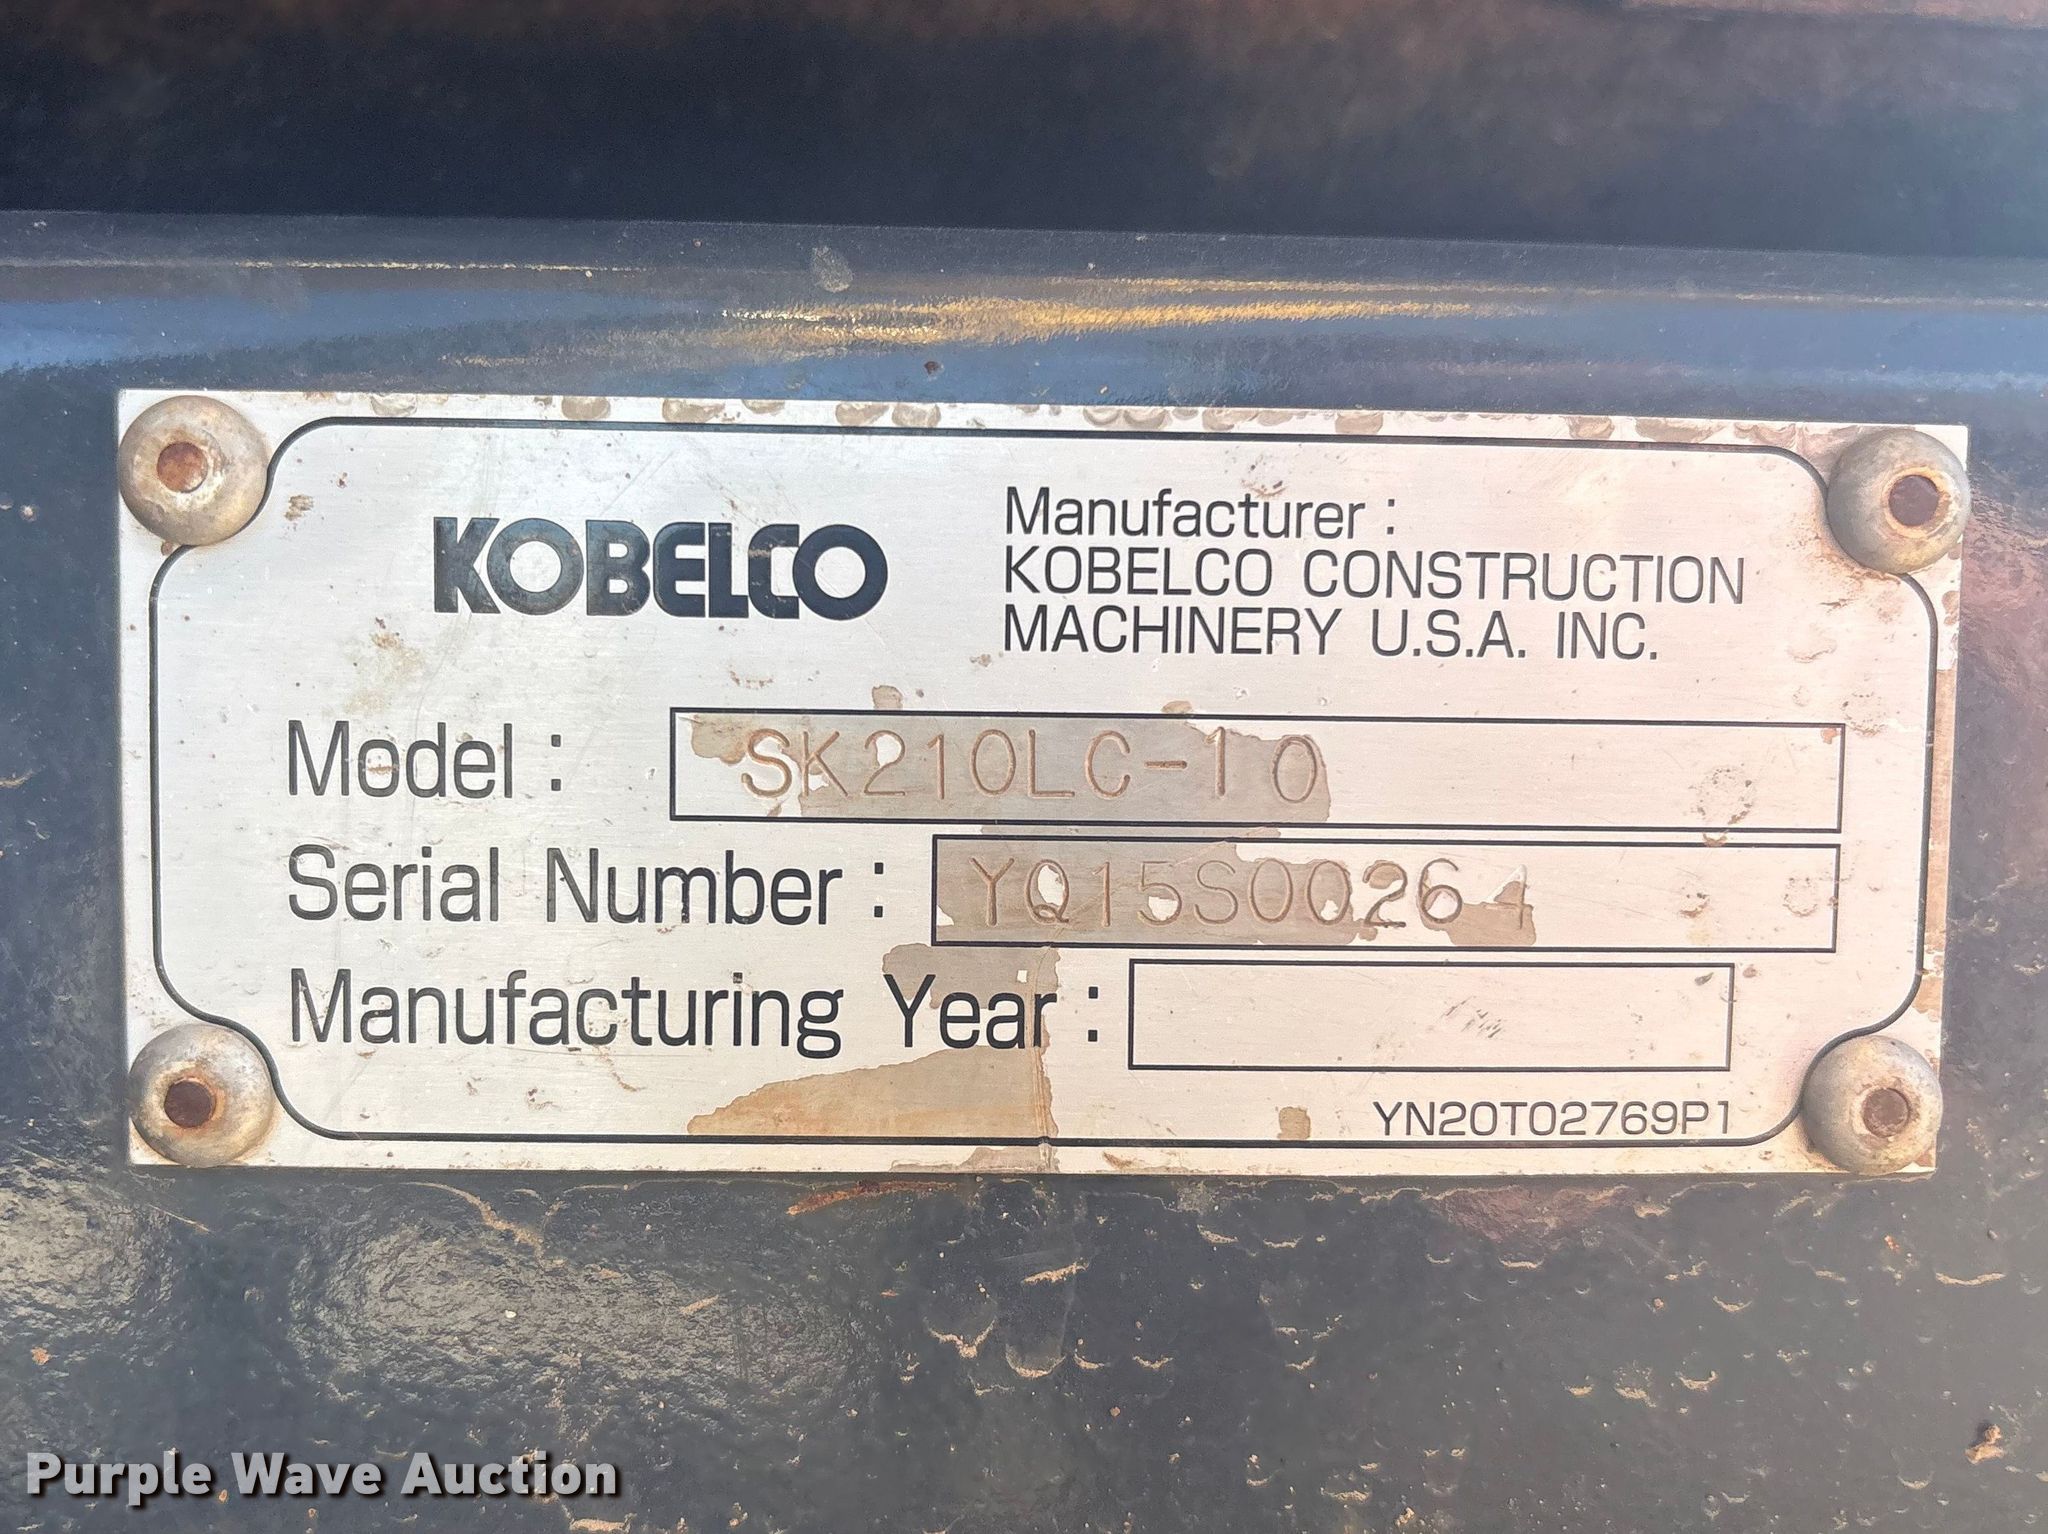 KOBELCO
Manufacturer :
KOBELCO CONSTRUCTION
MACHINERY U.S.A. INC.
Model : SK210LC-10
Serial Number : YQ15S00264
Manufacturing Year :
YN20T02769P1
Purple Wave Auction